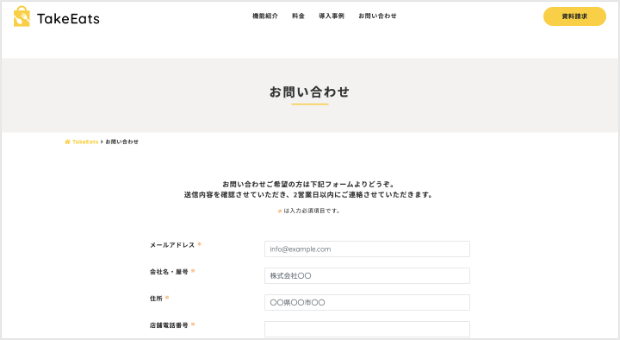 TakeEats
機能紹介 料金 導入事例 お問い合わせ
資料請求
お問い合わせ
TakeEats > お問い合わせ
お問い合わせご希望の方は下記フォームよりどうぞ。
送信内容を確認させていただき、2営業日以内にご連絡させていただきます。
* は入力必須項目です。
メールアドレス *
info@example.com
会社名・屋号 *
株式会社〇〇
住所 *
〇〇県〇〇市〇〇
店舗電話番号 *